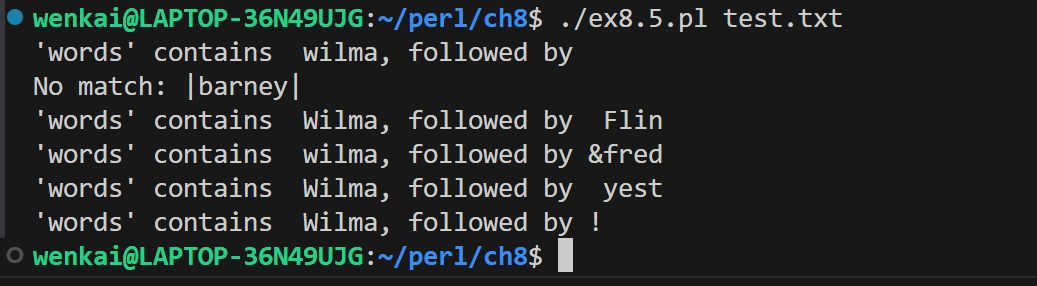 wenkai@LAPTOP-36N49UJG:~/perl/ch8$ ./ex8.5.pl test.txt
'words' contains  wilma, followed by
No match: |barney|
'words' contains  Wilma, followed by  Flin
'words' contains  Wilma, followed by &fred
'words' contains  Wilma, followed by  yest
'words' contains  Wilma, followed by !
wenkai@LAPTOP-36N49UJG:~/perl/ch8$